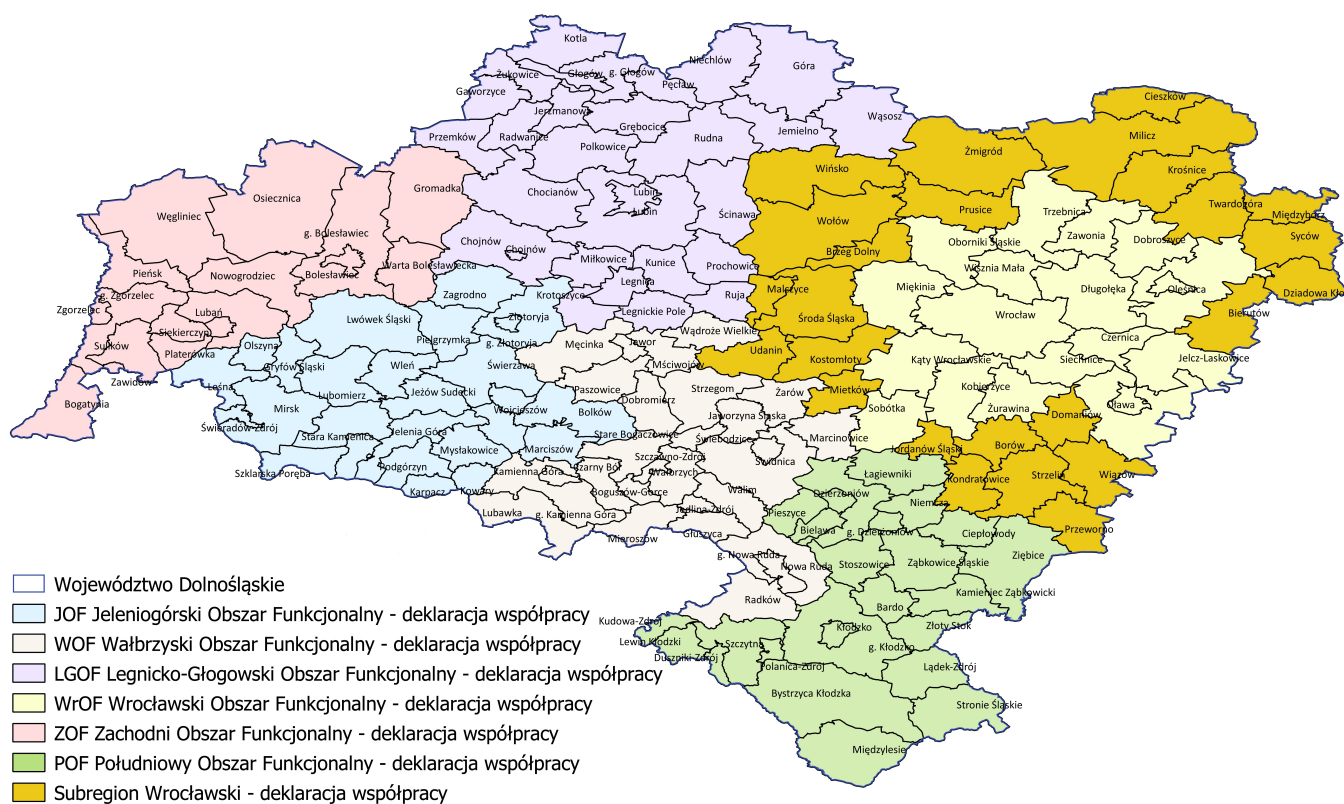 Kotla
Niechlów
Góra
Żukowice
Głogów
g. Głogów
Pęcław
Gaworzyce
Jerzmanowa
Grębocice
Wąsosz
Cieszków
Przemków
Radwanice
Polkowice
Rudna
Jemielno
Milicz
Żmigród
Wińsko
Krośnice
Gromadka
Chocianów
Lubin
Lubin
Osiecznica
Węgliniec
Ścinawa
Wołów
Prusice
Trzebnica
Twardogóra
Międzybórz
g. Bolesławiec
Zawonia
Dobroszyce
Syców
Chojnów
Chojnów
Oborniki Śląskie
Brzeg Dolny
Miłkowice
Kunice
Prochowice
Warta Bolesławiecka
Wisznia Mała
Pieńsk
Nowogrodziec
Bolesławiec
Legnica
Miękinia
Długołęka
Oleśnica
Malczyce
Dziadowa Kło
g. Zgorzelec
Zagrodno
Krotoszyce
Ruja
Zgorzelec
Lubań
Legnickie Pole
Bierutów
Lwówek Śląski
Złotoryja
Środa Śląska
Wrocław
Siekierczyn
Wądroże Wielkie
Sulików
Olszyna
Pielgrzymka
g. Złotoryja
Męcinka
Jawor
Czernica
Platerówka
Udanin
Kostomłoty
Kąty Wrocławskie
Siechnice
Jelcz-Laskowice
Gryfów Śląski
Wleń
Świerzawa
Mściwojów
Zawidów
Leśna
Lubomierz
Jeżów Sudecki
Paszowice
Strzegom
Żarów
Mietków
Kobierzyce
Bogatynia
Mirsk
Wojcieszów
Bolków
Dobromierz
Sobótka
Żurawina
Oława
Świeradów-Zdrój
Jaworzyna Śląska
Domaniów
Stara Kamienica
Jelenia Góra
Stare Bogaczowice
Świebodzice
Marcinowice
Mysłakowice
Marciszów
Jordanów Śląski
Borów
Szczawno-Zdrój
Świdnica
Szklarska Poręba
Podgórzyn
Kamienna Góra
Czarny Bór
Wałbrzych
Łagiewniki
Kondratowice
Strzelin
Wiązów
Karpacz
Kowary
Boguszów-Gorce
Walim
Dzierżoniów
Niemcza
Lubawka
g. Kamienna Góra
Jedlina-Zdrój
Pieszyce
Mieroszów
Głuszyca
Bielawa
g. Dzierżoniów
Ciepłowody
Przeworno
g. Nowa Ruda
Nowa Ruda
Stoszowice
Ząbkowice Śląskie
Ziębice
Radków
Bardo
Kamieniec Ząbkowicki
Kudowa-Zdrój
Kłodzko
Złoty Stok
Lewin Kłodzki
Szczytna
g. Kłodzko
Duszniki-Zdrój
Polanica-Zdrój
Lądek-Zdrój
Bystrzyca Kłodzka
Stronie Śląskie
Międzylesie
Województwo Dolnośląskie
JOF Jeleniogórski Obszar Funkcjonalny - deklaracja współpracy
WOF Wałbrzyski Obszar Funkcjonalny - deklaracja współpracy
LGOF Legnicko-Głogowski Obszar Funkcjonalny - deklaracja współpracy
WrOF Wrocławski Obszar Funkcjonalny - deklaracja współpracy
ZOF Zachodni Obszar Funkcjonalny - deklaracja współpracy
POF Południowy Obszar Funkcjonalny - deklaracja współpracy
Subregion Wrocławski - deklaracja współpracy